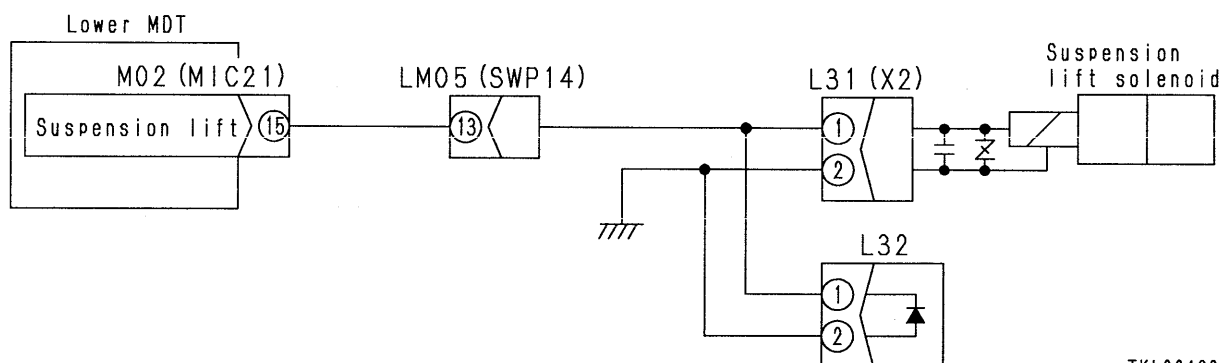 Lower MDT
M02 (MIC21)
LM05 (SWP14)
L31 (X2)
Suspension
lift solenoid
Suspension lift
15
13
1
2
L32
1
2